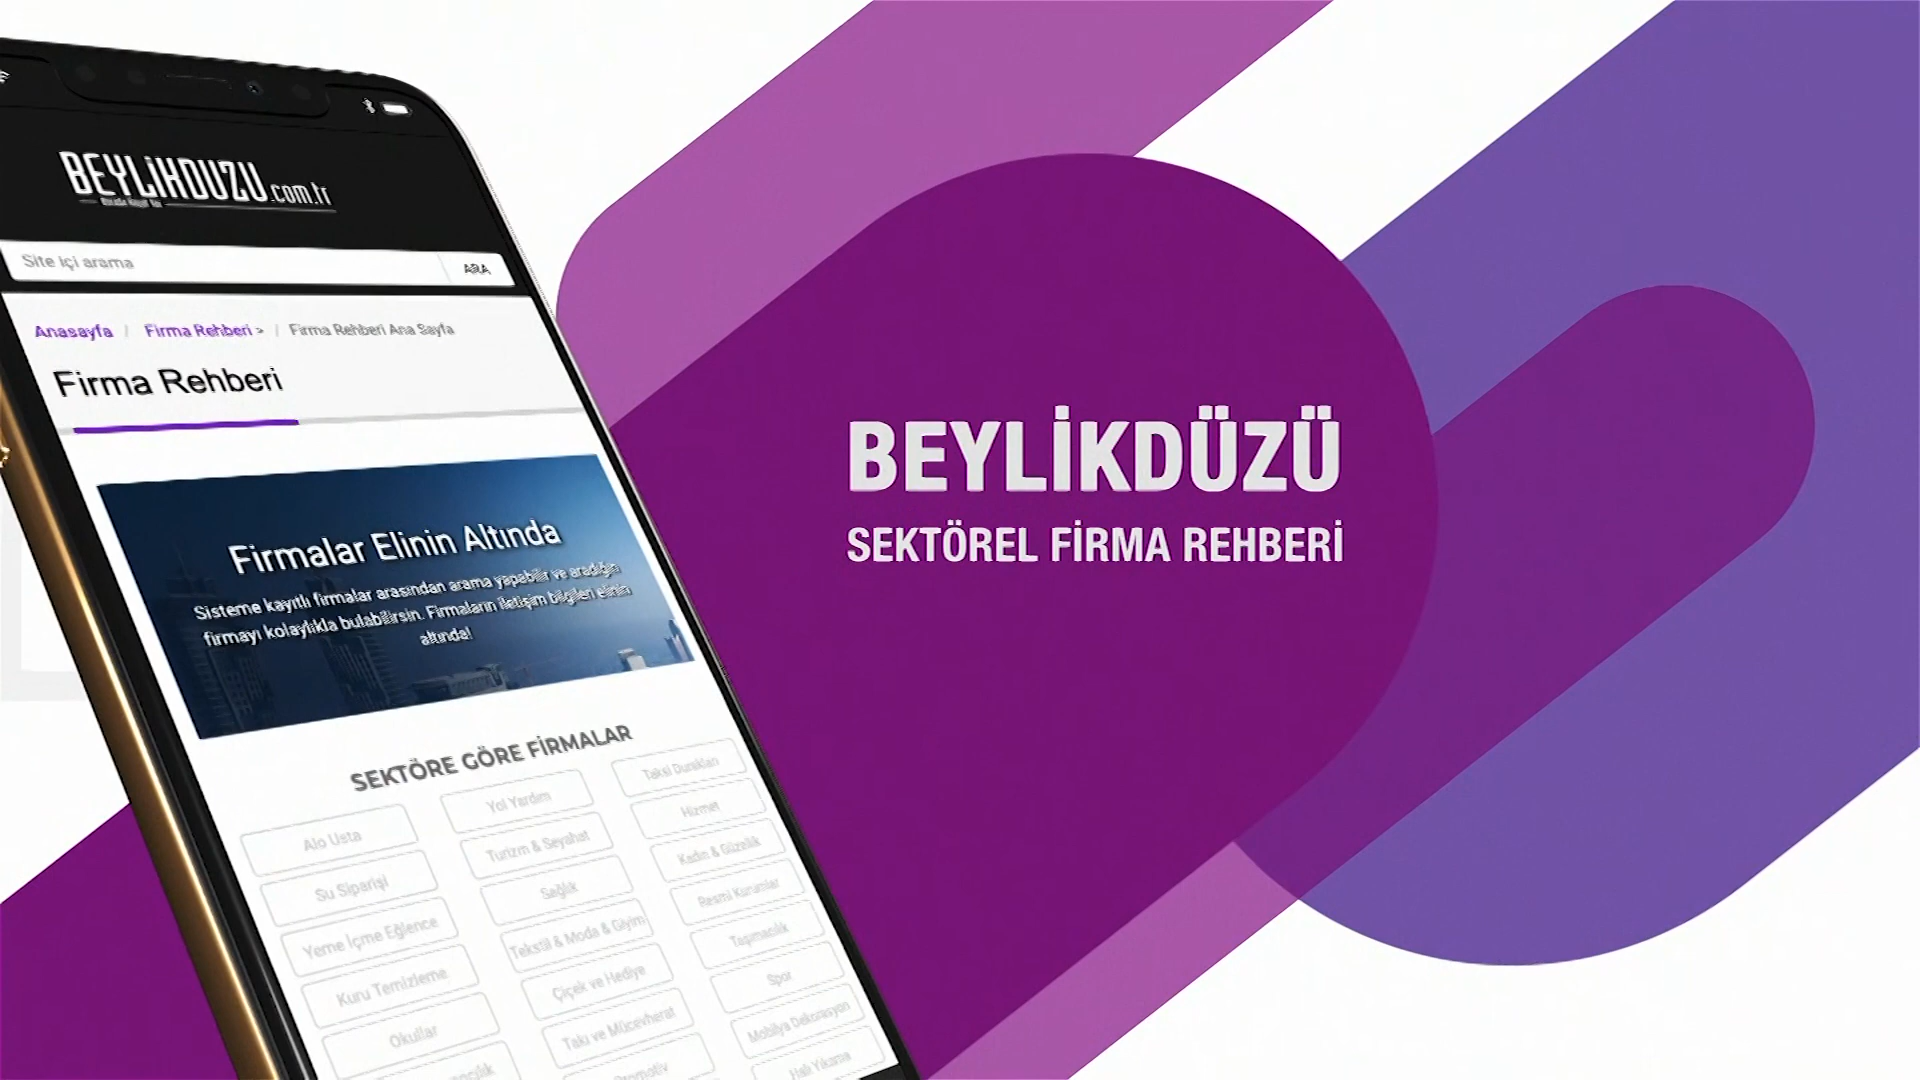 BEYLİKDUZU.com.tr
Site içi arama
ARA
Anasayfa / Firma Rehberi > / Firma Rehberi Ana Sayfa
Firma Rehberi
Firmalar Elinin Altında
Sisteme kayıtlı firmalar arasından arama yapabilir ve aradığın
firmayı kolaylıkla bulabilirsin. Firmaların iletişim bilgileri elinin
altında!
SEKTÖRE GÖRE FİRMALAR
Alo Usta
Su Siparişi
Yeme İçme Eğlence
Kuru Temizleme
Okullar
Yol Yardım
Turizm & Seyahat
Sağlık
Tekstil & Moda & Giyim
Çiçek ve Hediye
Takı ve Mücevherat
Otomotiv
Taksi Durakları
Hizmet
Kadın & Güzellik
Resmi Kurumlar
Taşımacılık
Spor
Mobilya Dekorasyon
Halı Yıkama
BEYLİKDÜZÜ
SEKTÖREL FİRMA REHBERİ